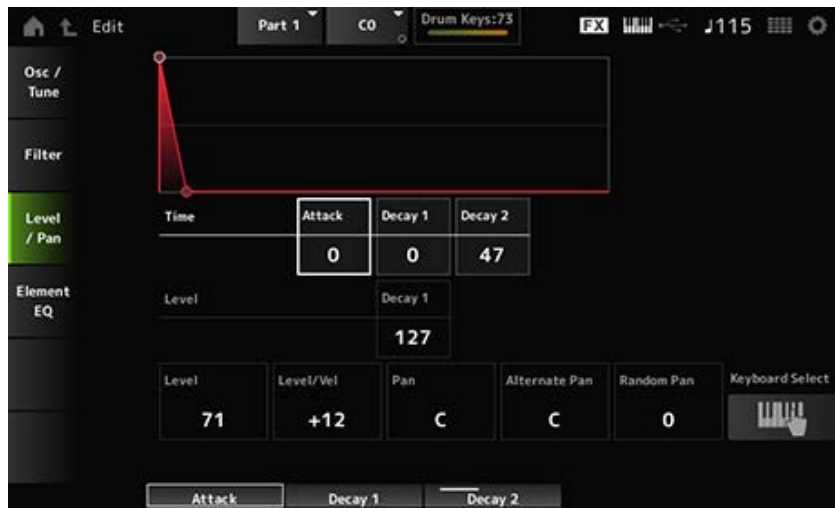 Edit
Part 1
C0
Drum Keys:73
FX
♩115
Osc /
Tune
Filter
Level
/ Pan
Element
EQ
Time
Attack
Decay 1
Decay 2
0
0
47
Level
Decay 1
127
Level
Level/Vel
Pan
Alternate Pan
Random Pan
Keyboard Select
71
+12
C
C
0
Attack
Decay 1
Decay 2